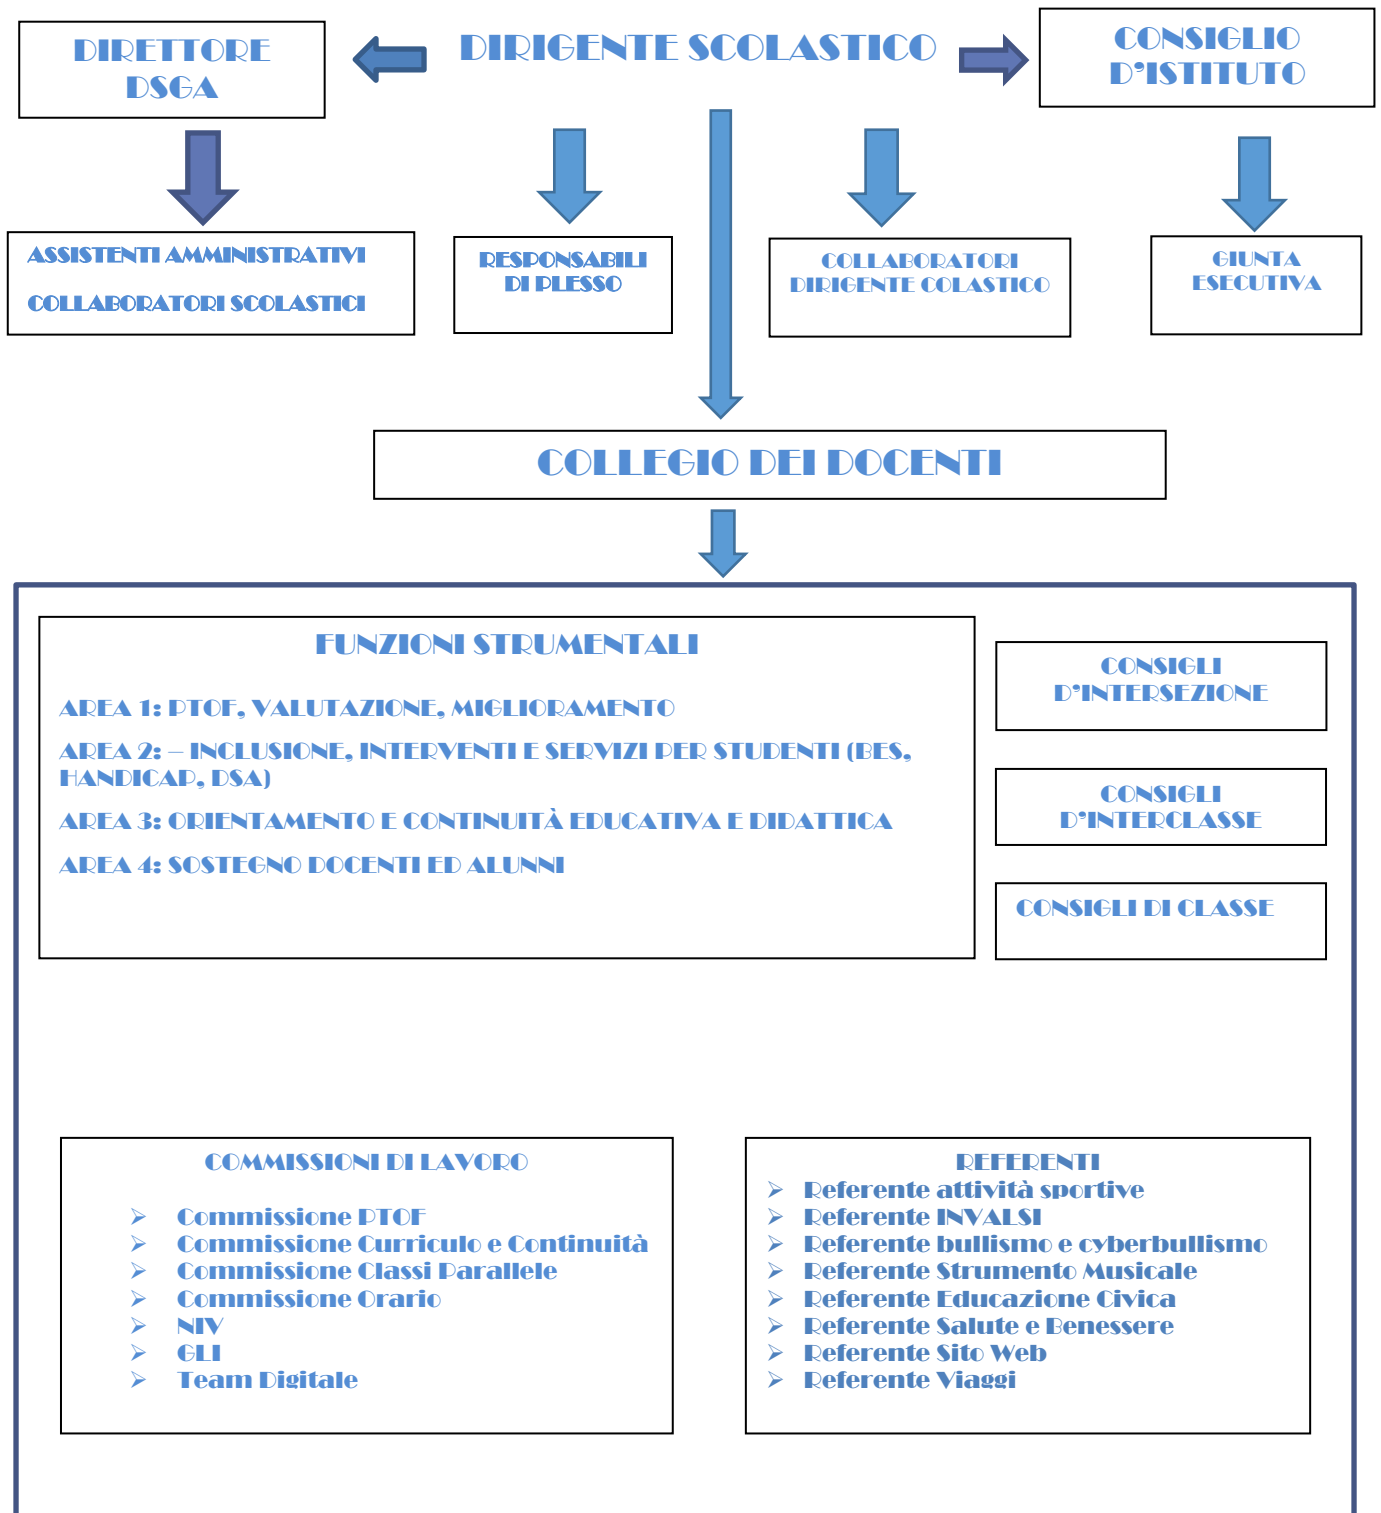 DIRETTORE
DSGA
DIRIGENTE SCOLASTICO
CONSIGLIO
D’ISTITUTO
ASSISTENTI AMMINISTRATIVI
COLLABORATORI SCOLASTICI
RESPONSABILI
DI PLESSO
COLLABORATORI
DIRIGENTE COLASTICO
GIUNTA
ESECUTIVA
COLLEGIO DEI DOCENTI
FUNZIONI STRUMENTALI
AREA 1: PTOF, VALUTAZIONE, MIGLIORAMENTO
AREA 2: – INCLUSIONE, INTERVENTI E SERVIZI PER STUDENTI (BES,
HANDICAP, DSA)
AREA 3: ORIENTAMENTO E CONTINUITÀ EDUCATIVA E DIDATTICA
AREA 4: SOSTEGNO DOCENTI ED ALUNNI
CONSIGLI
D’INTERSEZIONE
CONSIGLI
D’INTERCLASSE
CONSIGLI DI CLASSE
COMMISSIONI DI LAVORO
➢ Commissione PTOF
➢ Commissione Curriculo e Continuità
➢ Commissione Classi Parallele
➢ Commissione Orario
➢ NIV
➢ GLI
➢ Team Digitale
REFERENTI
➢ Referente attività sportive
➢ Referente INVALSI
➢ Referente bullismo e cyberbullismo
➢ Referente Strumento Musicale
➢ Referente Educazione Civica
➢ Referente Salute e Benessere
➢ Referente Sito Web
➢ Referente Viaggi